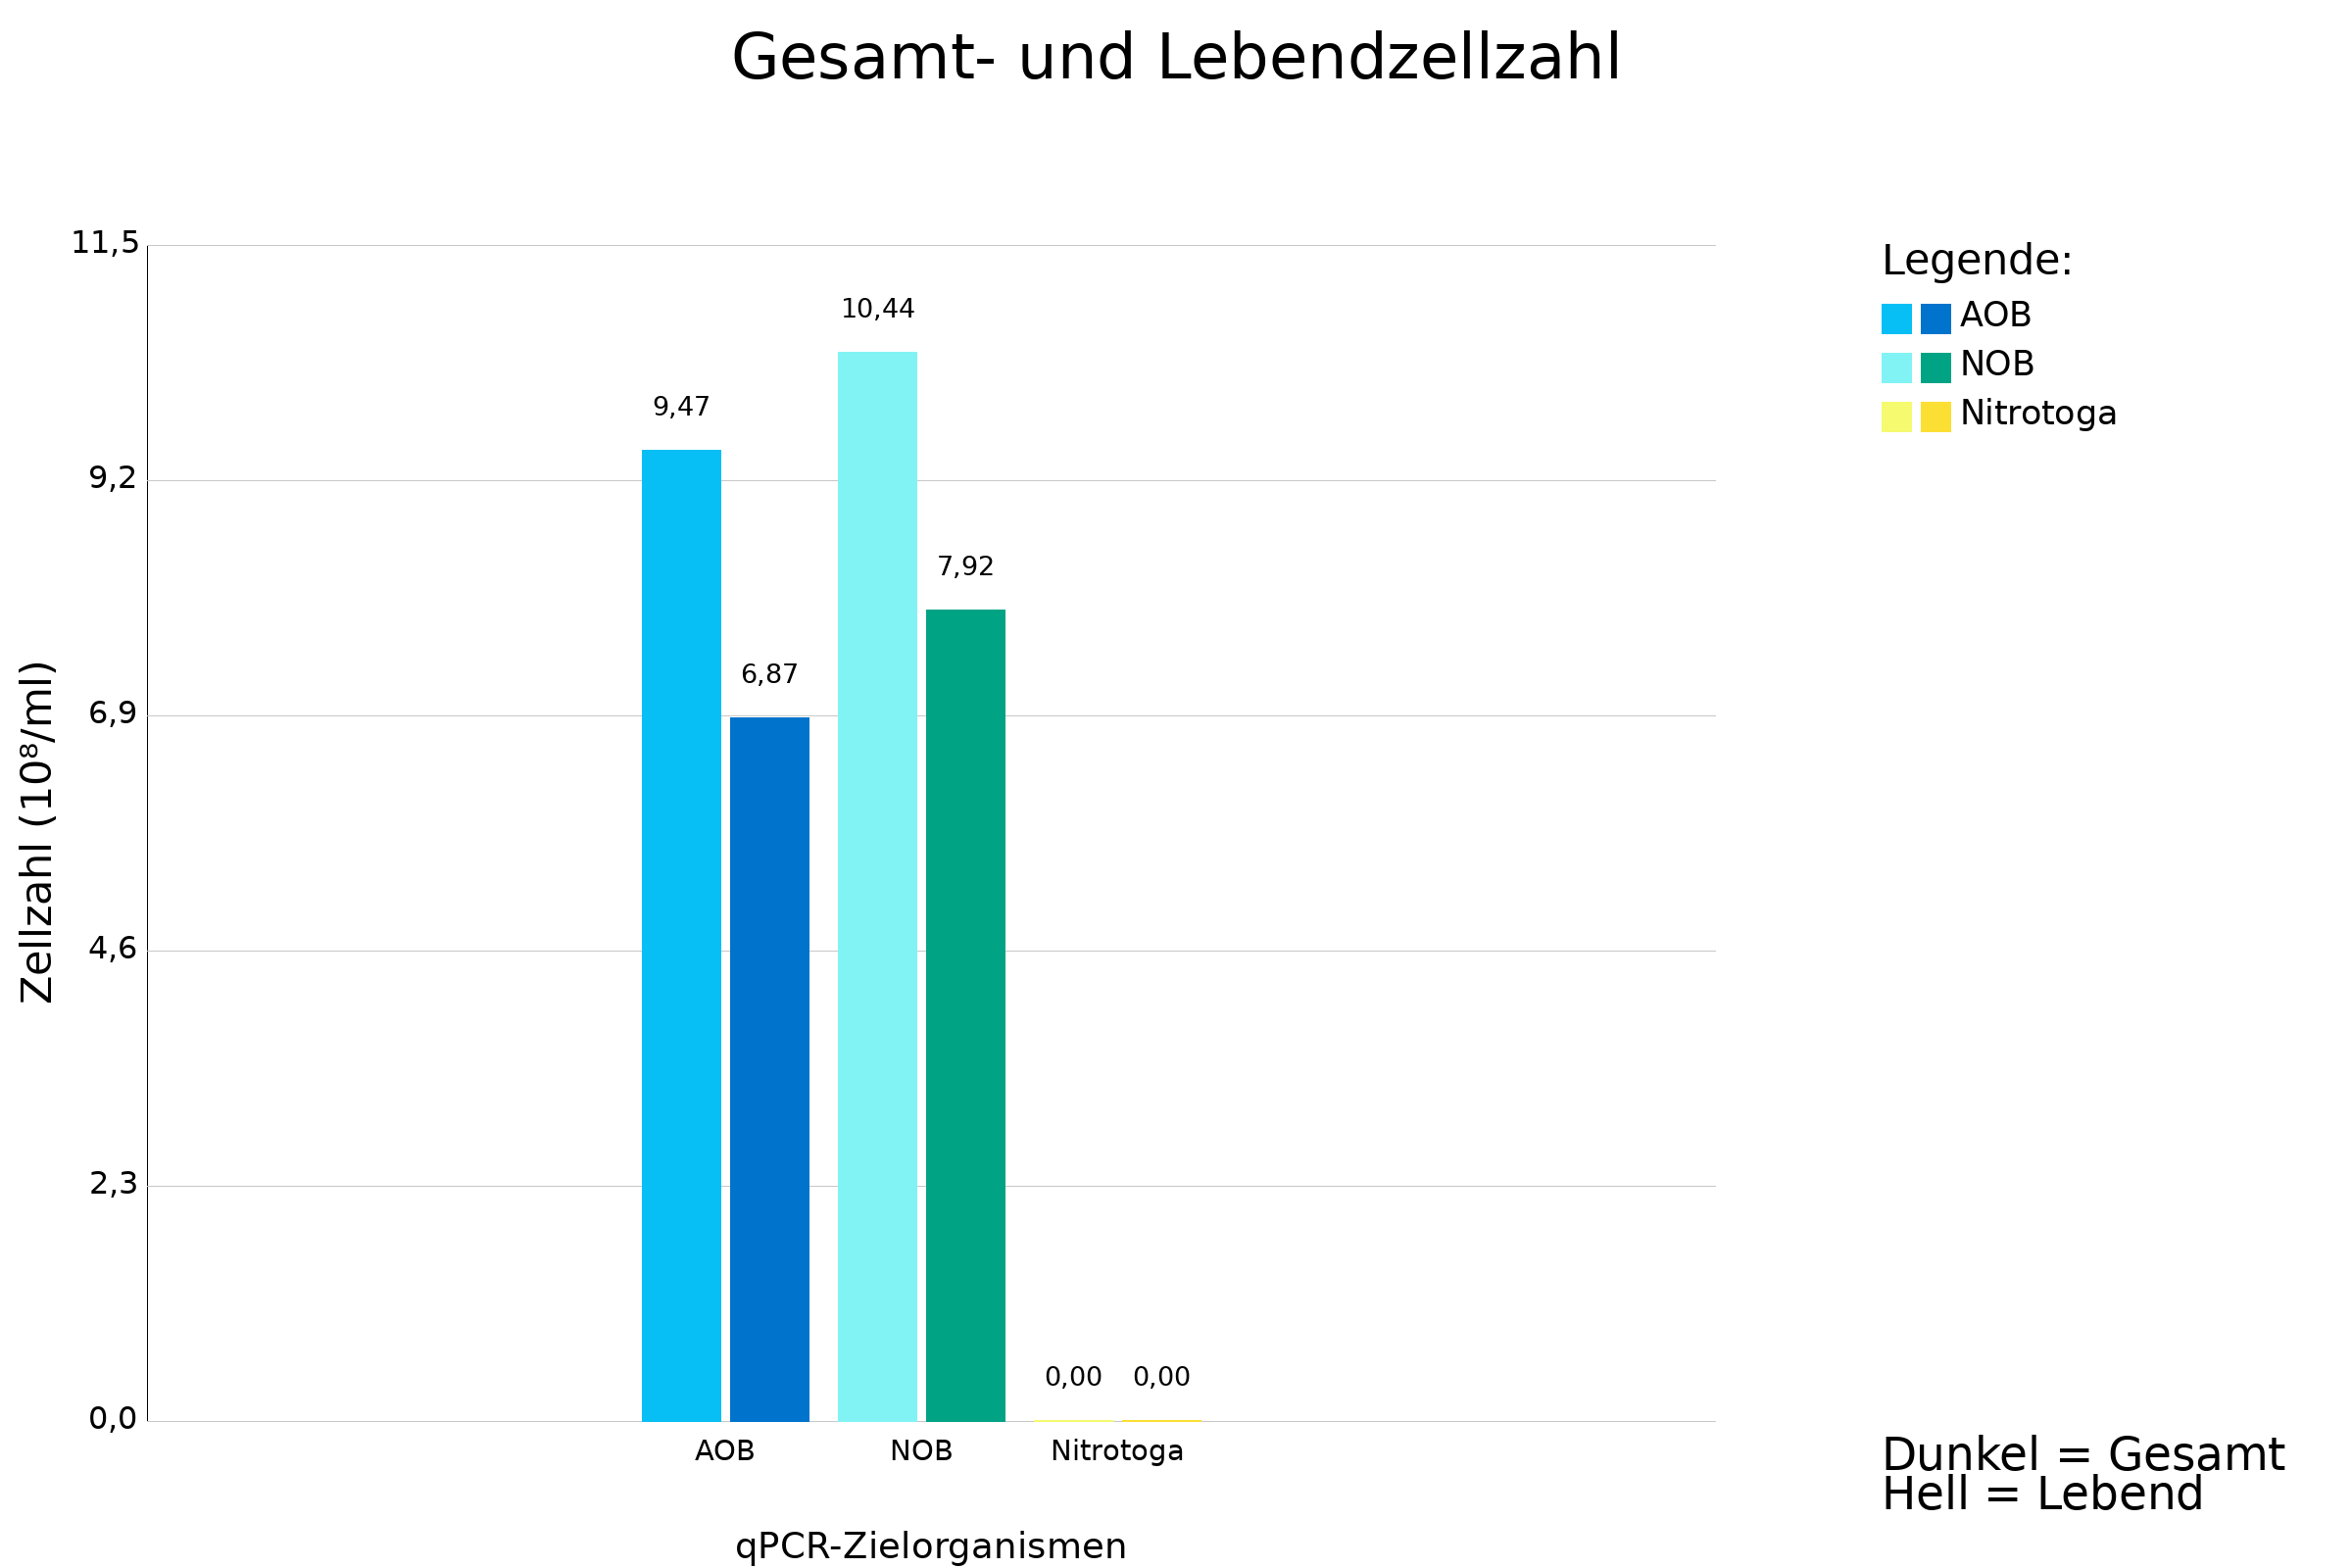 Gesamt- und Lebendzellzahl
Zellzahl (10⁸/ml)
11,5
9,2
6,9
4,6
2,3
0,0
9,47
6,87
10,44
7,92
0,00
0,00
AOB
NOB
Nitrotoga
qPCR-Zielorganismen
Legende:
AOB
NOB
Nitrotoga
Dunkel = Gesamt
Hell = Lebend